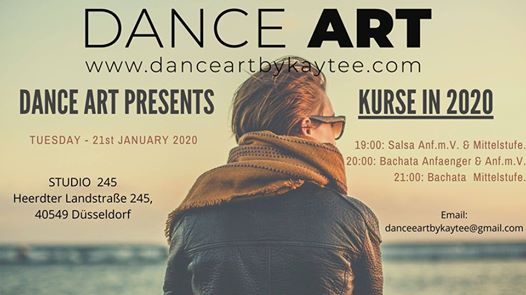 DANCE ART
www.danceartbykaytee.com
DANCE ART PRESENTS
TUESDAY - 21st JANUARY 2020
STUDIO 245
Heerdter Landstraße 245,
40549 Düsseldorf
KURSE IN 2020
19:00: Salsa Anf.m.V. & Mittelstufe.
20:00: Bachata Anfaenger & Anf.m.V.
21:00: Bachata Mittelstufe.
Email:
danceeartbykaytee@gmail.com